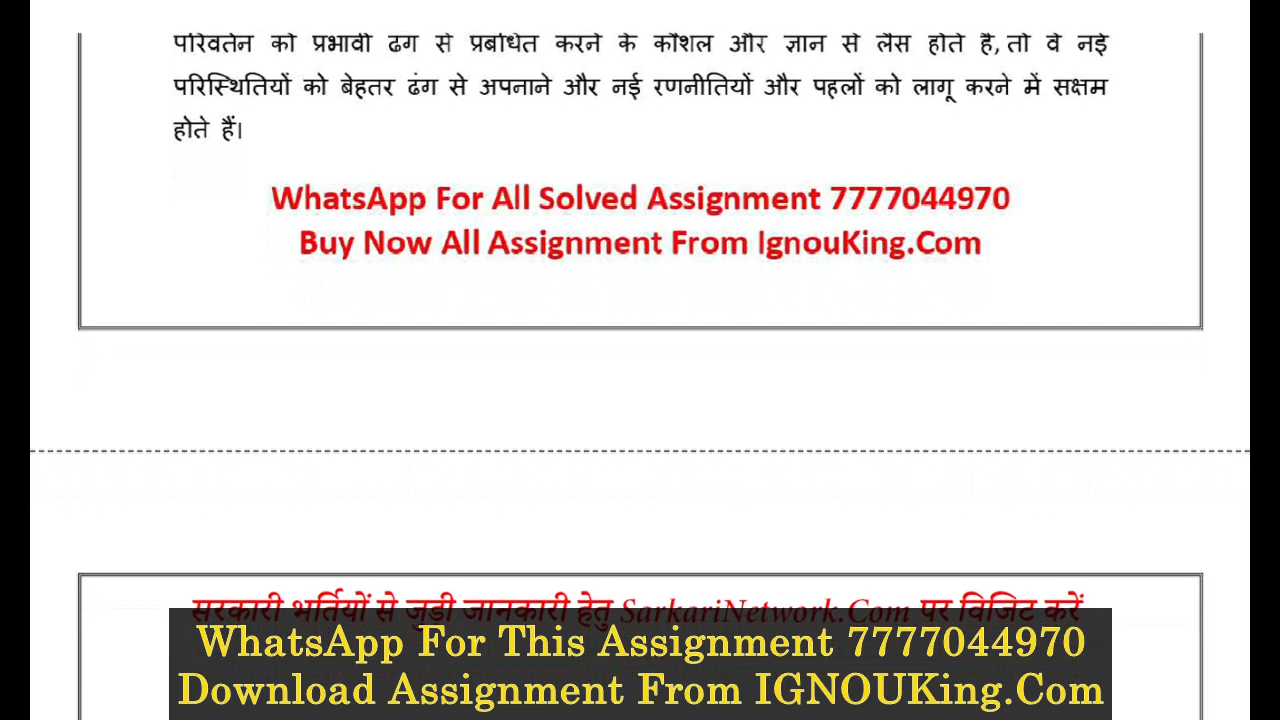 परिवर्तन को प्रभावी ढंग से प्रबंधित करने के कौशल और ज्ञान से लैस होते हैं, तो वे नई
परिस्थितियों को बेहतर ढंग से अपनाने और नई रणनीतियों और पहलों को लागू करने में सक्षम
होते हैं।
WhatsApp For All Solved Assignment 7777044970
Buy Now All Assignment From IgnouKing.Com
सरकारी भर्तियों से जुड़ी जानकारी हेतु SarkariNetwork.Com पर विजिट करें
WhatsApp For This Assignment 7777044970
Download Assignment From IGNOUKing.Com